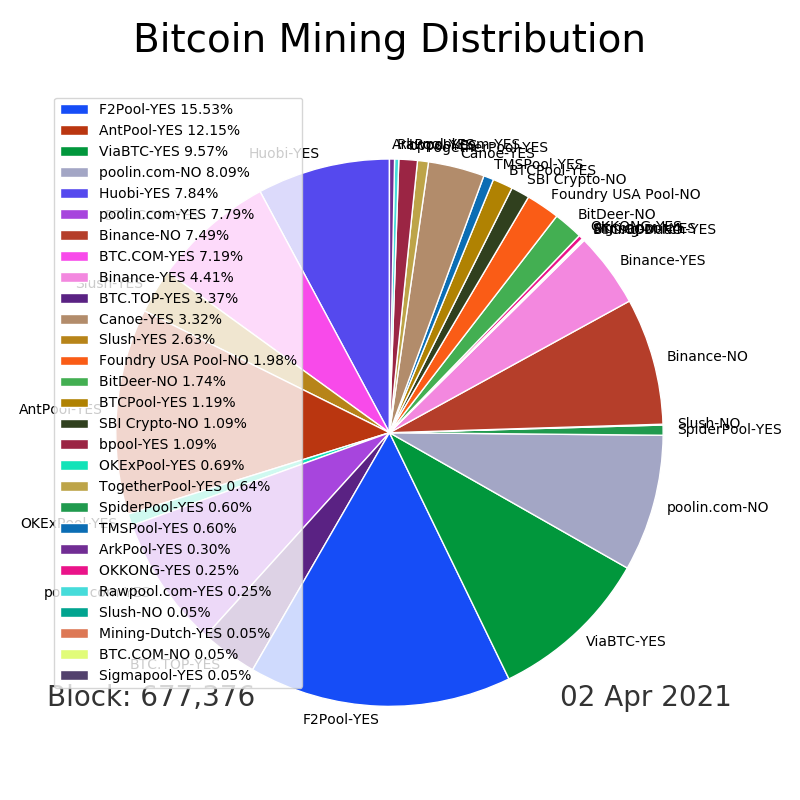 Bitcoin Mining Distribution
F2Pool-YES 15.53%
AntPool-YES 12.15%
ViaBTC-YES 9.57%
poolin.com-NO 8.09%
Huobi-YES 7.84%
poolin.com-YES 7.79%
Binance-NO 7.49%
BTC.COM-YES 7.19%
Binance-YES 4.41%
BTC.TOP-YES 3.37%
Canoe-YES 3.32%
Slush-YES 2.63%
Foundry USA Pool-NO 1.98%
BitDeer-NO 1.74%
BTCPool-YES 1.19%
SBI Crypto-NO 1.09%
bpool-YES 1.09%
OKExPool-YES 0.69%
TogetherPool-YES 0.64%
SpiderPool-YES 0.60%
TMSPool-YES 0.60%
ArkPool-YES 0.30%
OKKONG-YES 0.25%
Rawpool.com-YES 0.25%
Slush-NO 0.05%
Mining-Dutch-YES 0.05%
BTC.COM-NO 0.05%
Sigmapool-YES 0.05%
Huobi-YES
Slush-YES
AntPool-YES
OKExPool-YES
BTC.TOP-YES
F2Pool-YES
Canoe-YES
TMSPool-YES
BTCPool-YES
SBI Crypto-NO
Foundry USA Pool-NO
BitDeer-NO
Binance-YES
Binance-NO
Slush-NO
SpiderPool-YES
poolin.com-NO
ViaBTC-YES
Block: 677,376
02 Apr 2021